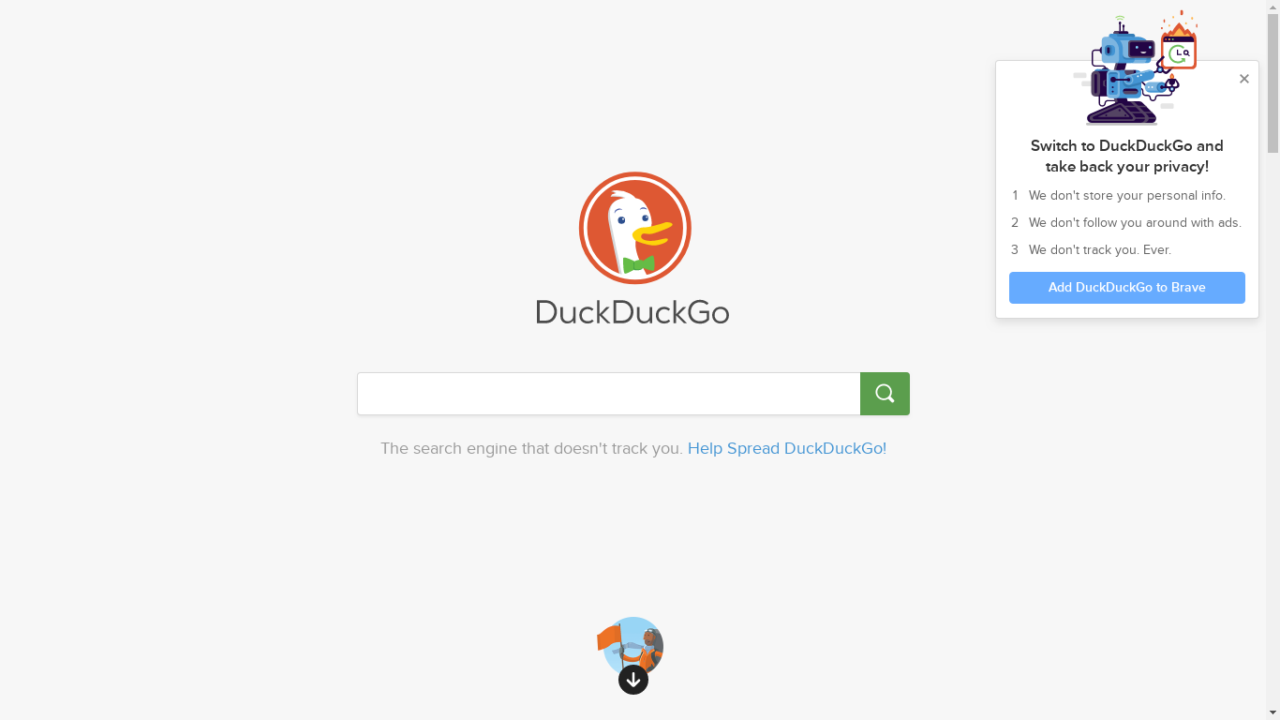 Switch to DuckDuckGo and
take back your privacy!
1 We don't store your personal info.
2 We don't follow you around with ads.
3 We don't track you. Ever.
Add DuckDuckGo to Brave
DuckDuckGo
The search engine that doesn't track you. Help Spread DuckDuckGo!